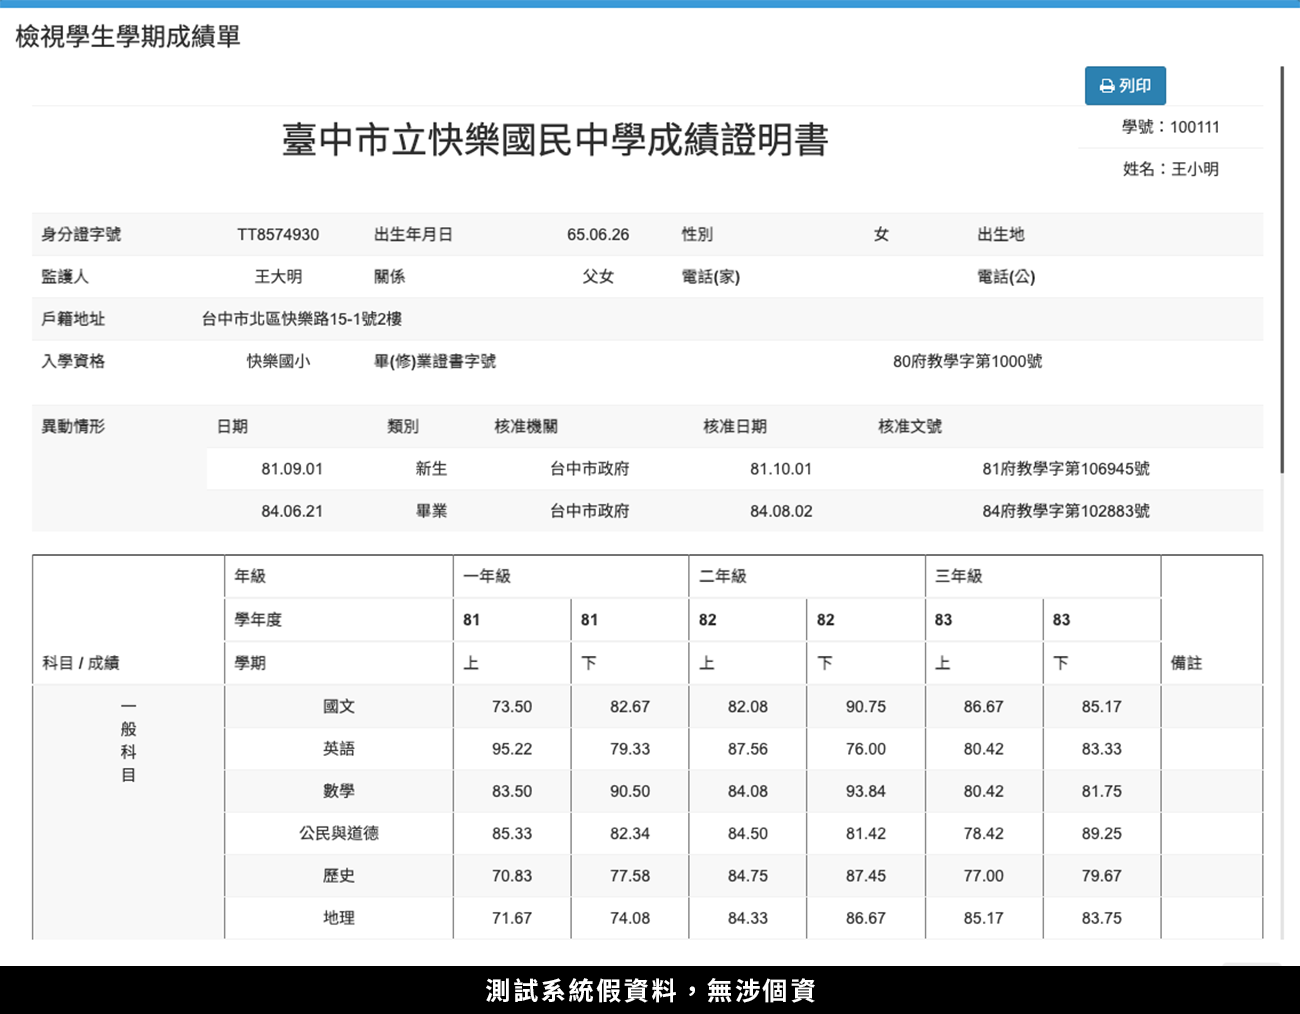 檢視學生學期成績單
列印
臺中市立快樂國民中學成績證明書
學號：100111
姓名：王小明
身分證字號 TT8574930 出生年月日 65.06.26 性別 女 出生地
監護人 王大明 關係 父女 電話(家) 電話(公)
戶籍地址 台中市北區快樂路15-1號2樓
入學資格 快樂國小 畢(修)業證書字號 80府教學字第1000號
異動情形 日期 類別 核准機關 核准日期 核准文號
81.09.01 新生 台中市政府 81.10.01 81府教學字第106945號
84.06.21 畢業 台中市政府 84.08.02 84府教學字第102883號
年級 一年級 二年級 三年級
學年度 81 81 82 82 83 83
科目 / 成績 學期 上 下 上 下 上 下 備註
一般科目
國文 73.50 82.67 82.08 90.75 86.67 85.17
英語 95.22 79.33 87.56 76.00 80.42 83.33
數學 83.50 90.50 84.08 93.84 80.42 81.75
公民與道德 85.33 82.34 84.50 81.42 78.42 89.25
歷史 70.83 77.58 84.75 87.45 77.00 79.67
地理 71.67 74.08 84.33 86.67 85.17 83.75
測試系統假資料，無涉個資